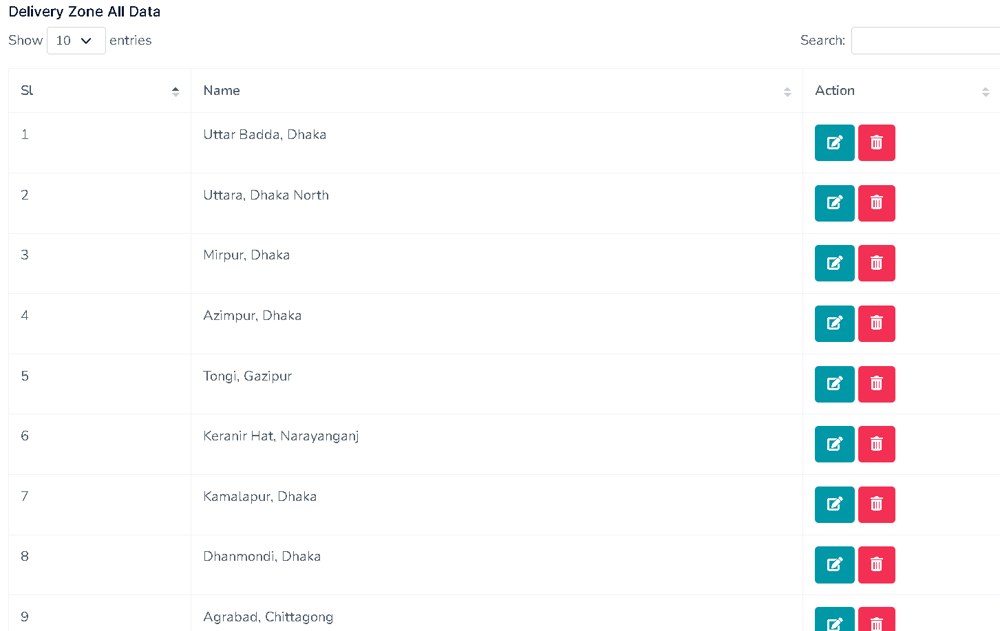 Delivery Zone All Data
Show 10 entries Search:
Sl Name Action
1 Uttar Badda, Dhaka
2 Uttara, Dhaka North
3 Mirpur, Dhaka
4 Azimpur, Dhaka
5 Tongi, Gazipur
6 Keranir Hat, Narayanganj
7 Kamalapur, Dhaka
8 Dhanmondi, Dhaka
9 Agrabad, Chittagong